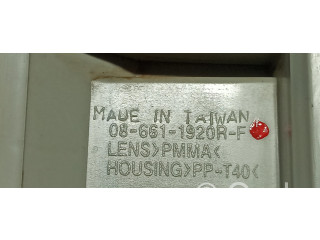 MADE IN TAIWAN
08-661-1920R-F
LENS>PMMA<
HOUSING>PP-T40<